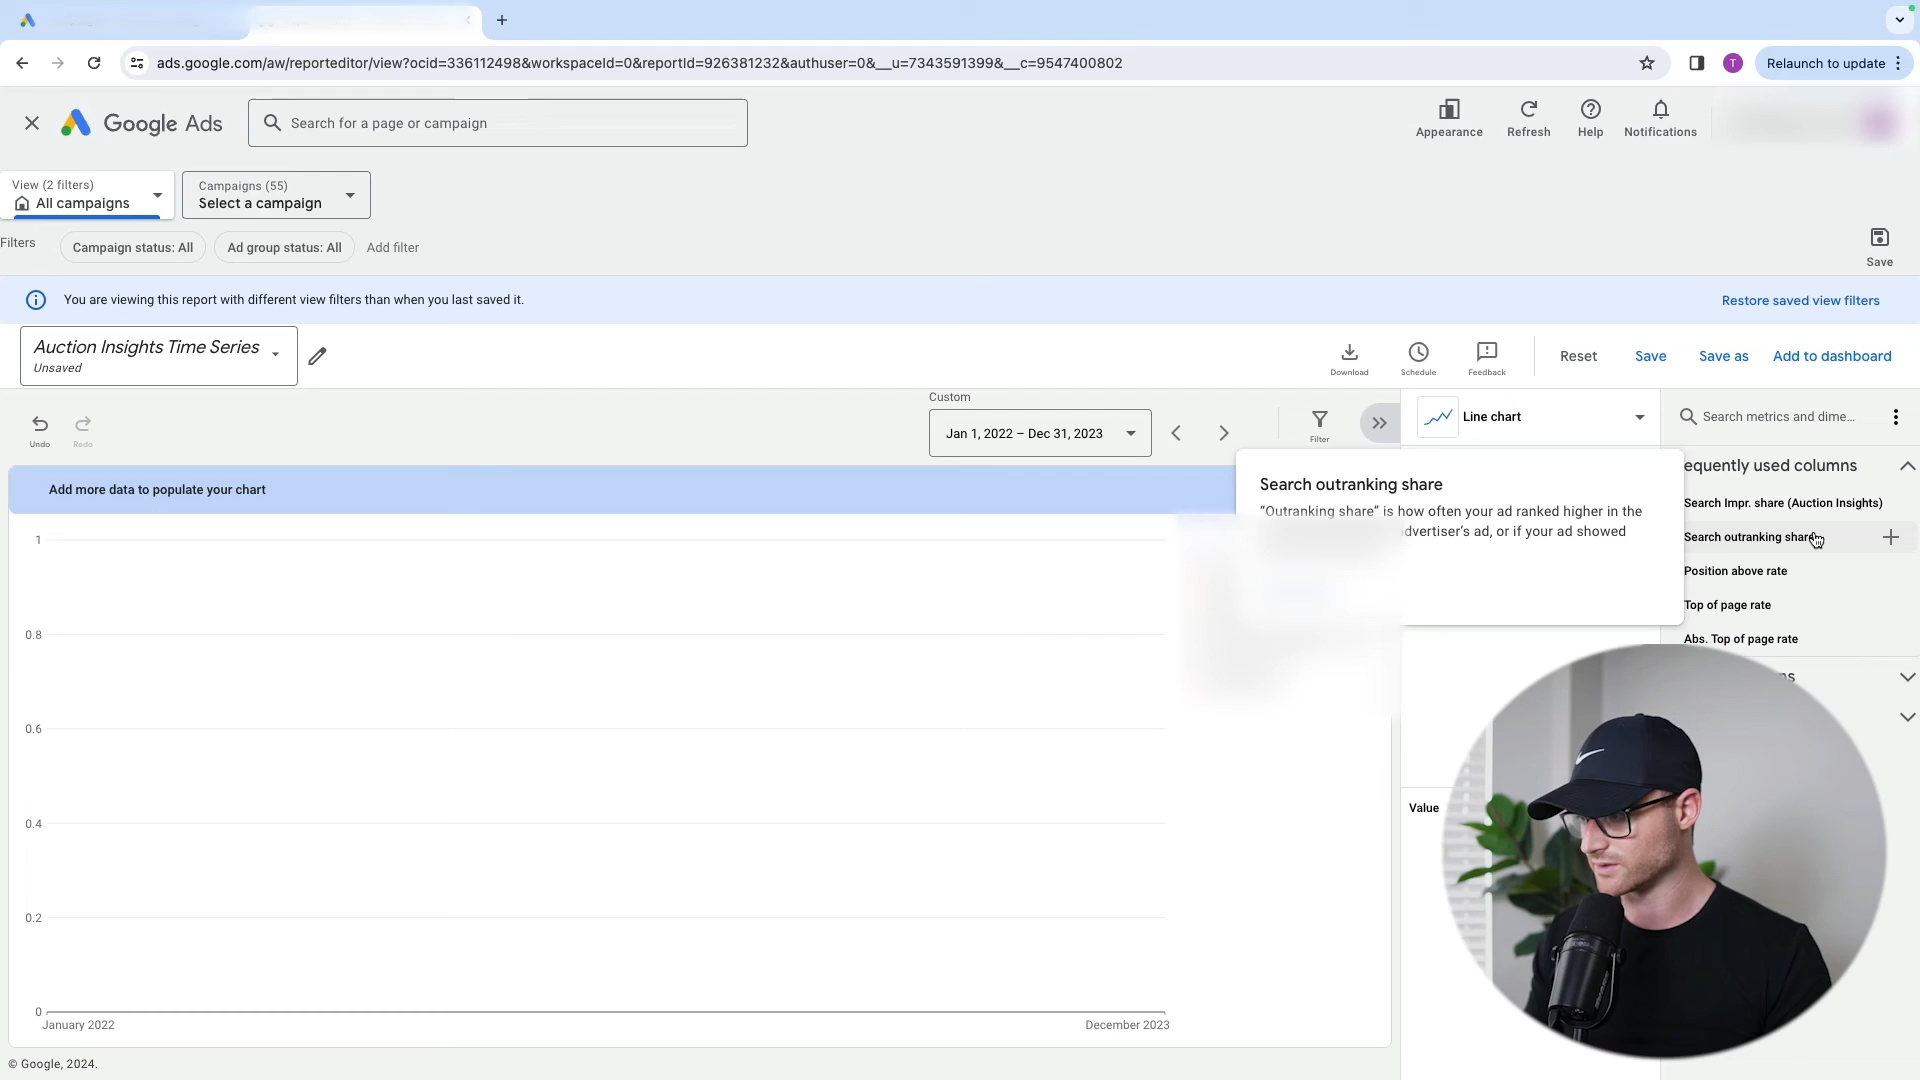 ads.google.com/aw/reporteditor/view?ocid=336112498&workspaceId=0&reportId=926381232&authuser=0&__u=7343591399&__c=9547400802
T
Relaunch to update
Google Ads
Search for a page or campaign
Appearance
Refresh
Help
Notifications
View (2 filters)
All campaigns
Campaigns (55)
Select a campaign
Filters
Campaign status: All
Ad group status: All
Add filter
Save
You are viewing this report with different view filters than when you last saved it.
Restore saved view filters
Auction Insights Time Series
Unsaved
Download
Schedule
Feedback
Reset
Save
Save as
Add to dashboard
Undo
Redo
Custom
Jan 1, 2022 – Dec 31, 2023
Filter
Line chart
Search metrics and dime...
Add more data to populate your chart
Search outranking share
“Outranking share” is how often your ad ranked higher in the
dvertiser’s ad, or if your ad showed
equently used columns
Search Impr. share (Auction Insights)
Search outranking share
Position above rate
Top of page rate
Abs. Top of page rate
ns
Value
1
0.8
0.6
0.4
0.2
0
January 2022
December 2023
© Google, 2024.